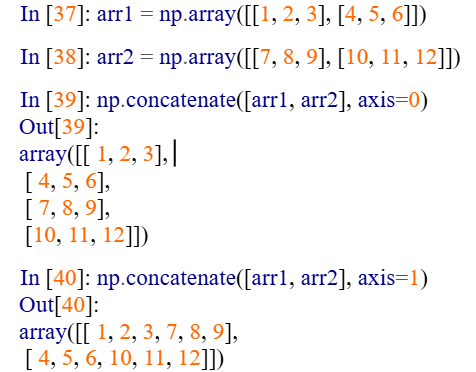 In [37]: arr1 = np.array([[1, 2, 3], [4, 5, 6]])
In [38]: arr2 = np.array([[7, 8, 9], [10, 11, 12]])
In [39]: np.concatenate([arr1, arr2], axis=0)
Out[39]:
array([[ 1, 2, 3],
[ 4, 5, 6],
[ 7, 8, 9],
[10, 11, 12]])
In [40]: np.concatenate([arr1, arr2], axis=1)
Out[40]:
array([[ 1, 2, 3, 7, 8, 9],
[ 4, 5, 6, 10, 11, 12]])